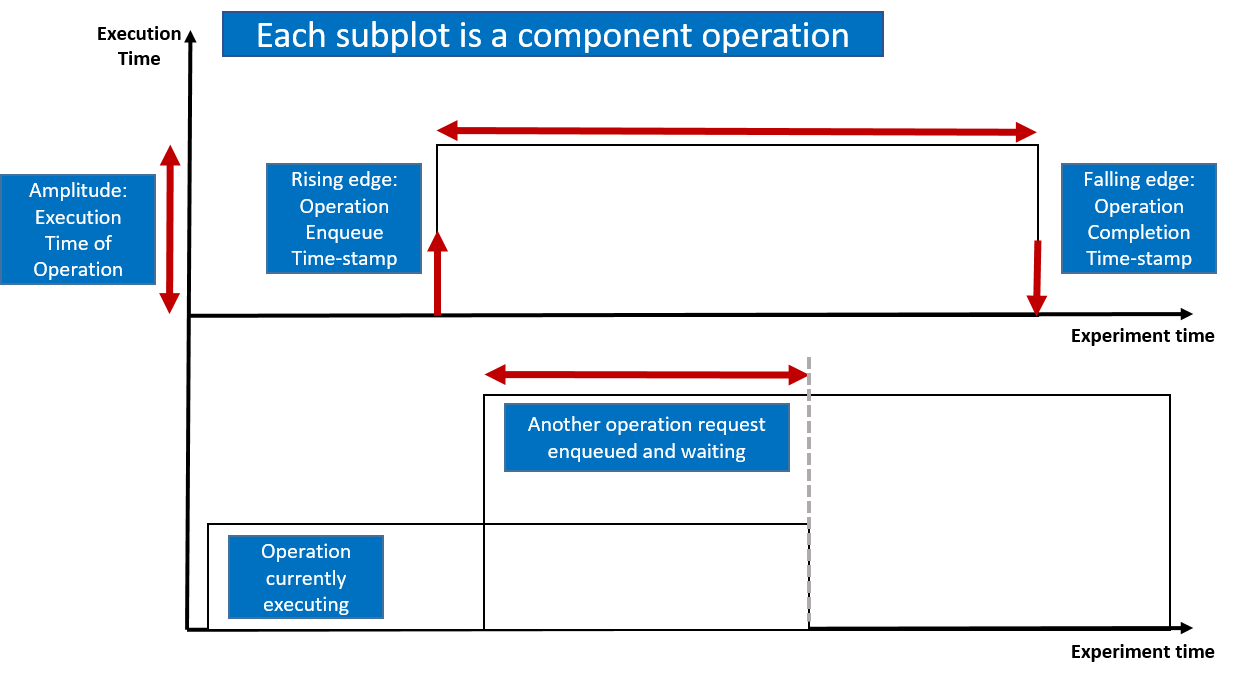 Each subplot is a component operation
Execution
Time
Amplitude:
Execution
Time of
Operation
Rising edge:
Operation
Enqueue
Time-stamp
Falling edge:
Operation
Completion
Time-stamp
Experiment time
Another operation request
enqueued and waiting
Operation
currently
executing
Experiment time